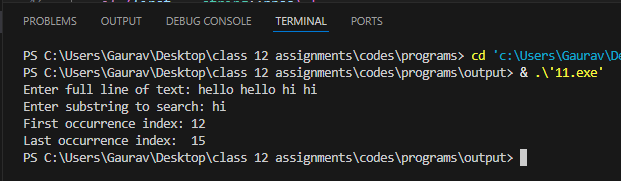 PROBLEMS OUTPUT DEBUG CONSOLE TERMINAL PORTS
PS C:\Users\Gaurav\Desktop\class 12 assignments\codes\programs> cd 'c:\Users\Gaurav\De
PS C:\Users\Gaurav\Desktop\class 12 assignments\codes\programs\output> & .\'11.exe'
Enter full line of text: hello hello hi hi
Enter substring to search: hi
First occurrence index: 12
Last occurrence index:  15
PS C:\Users\Gaurav\Desktop\class 12 assignments\codes\programs\output>